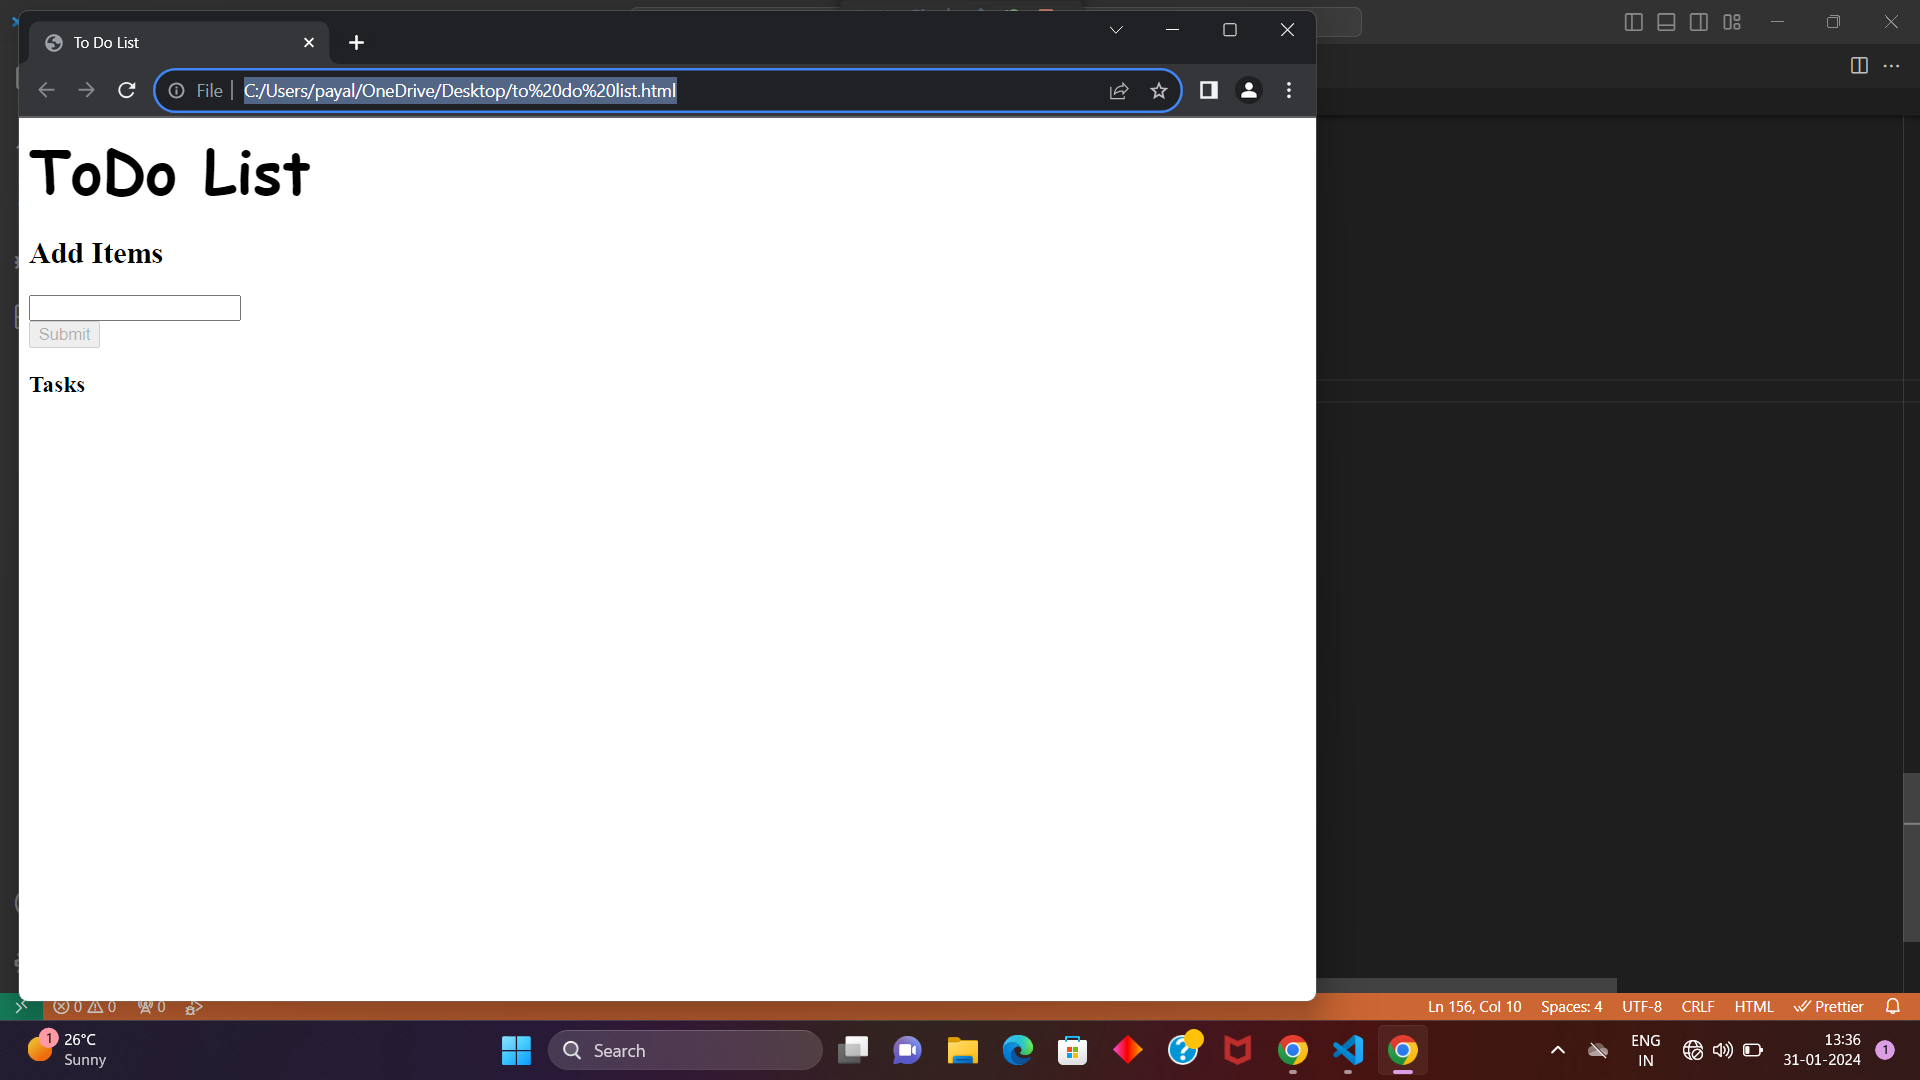 To Do List
File
C:/Users/payal/OneDrive/Desktop/to%20do%20list.html
ToDo List
Add Items
Submit
Tasks
0 0 0
Ln 156, Col 10 Spaces: 4 UTF-8 CRLF HTML Prettier
1
26°C
Sunny
Search
ENG
IN
13:36
31-01-2024
1